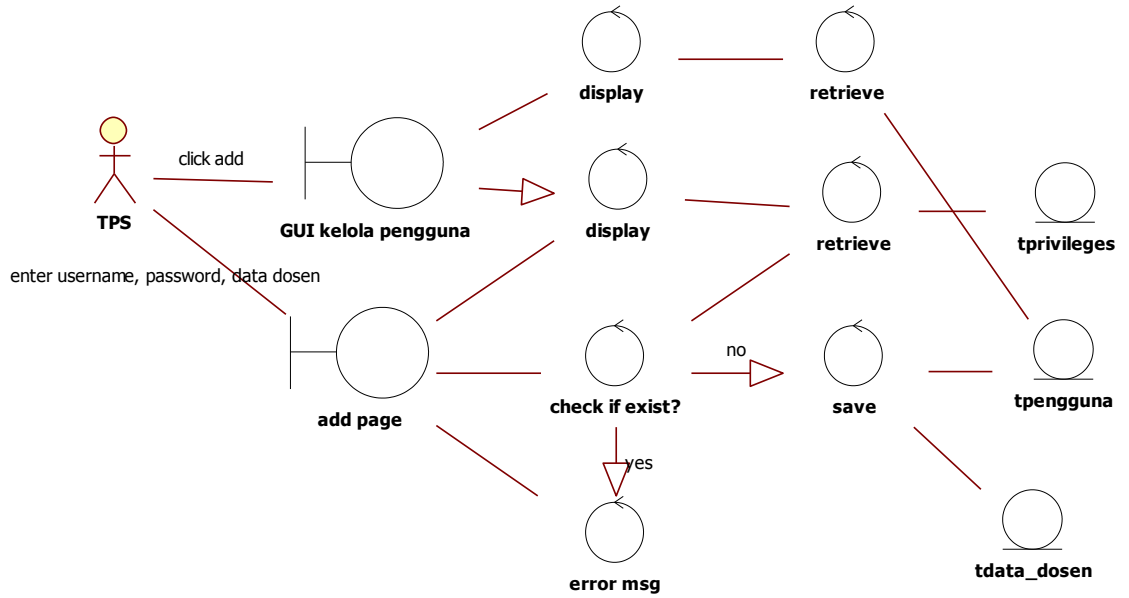 display
retrieve
click add
TPS
GUI kelola pengguna
display
retrieve
tprivileges
enter username, password, data dosen
no
add page
check if exist?
save
tpengguna
yes
error msg
tdata_dosen